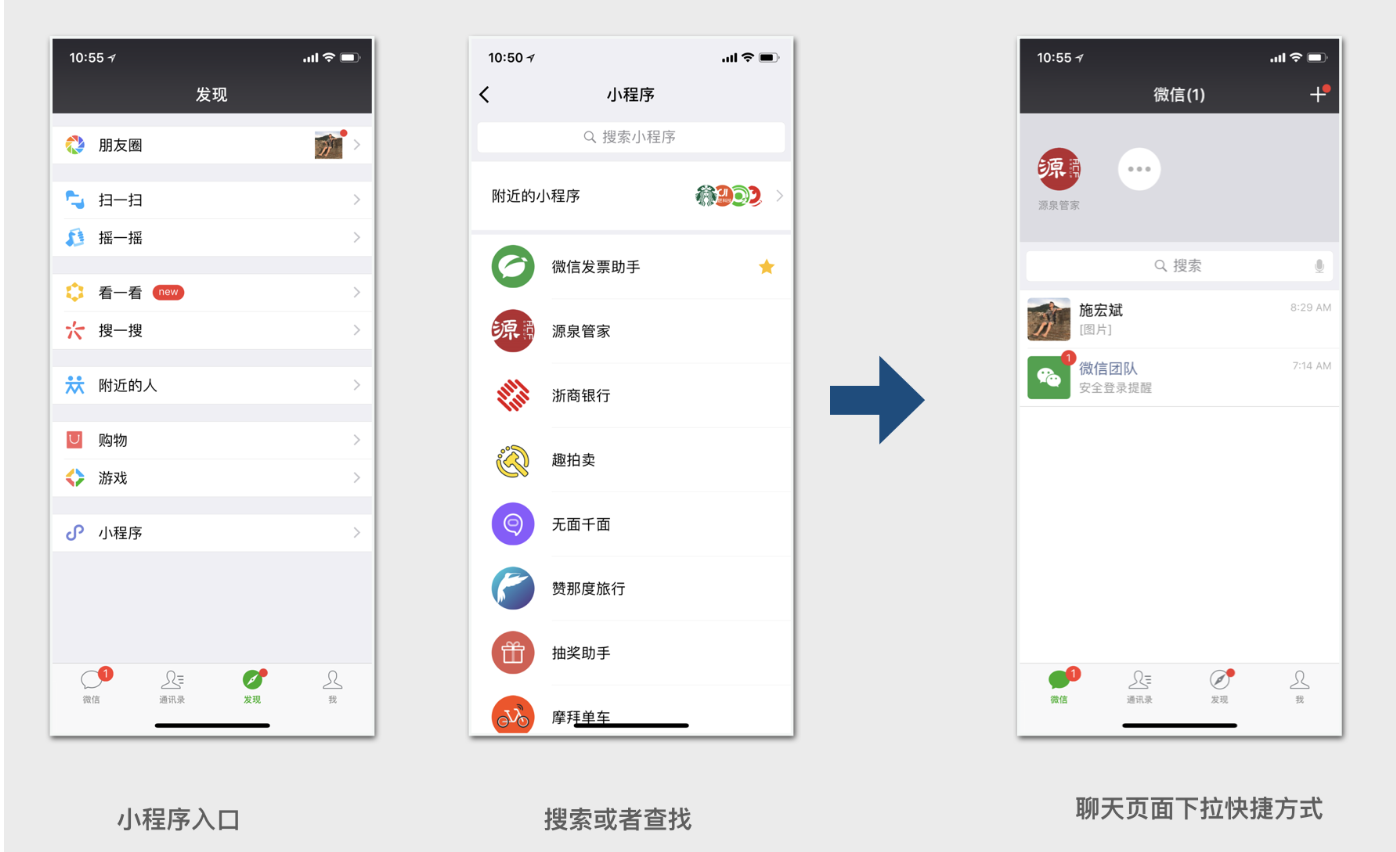 10:55
发现
朋友圈
扫一扫
摇一摇
看一看 new
搜一搜
附近的人
购物
游戏
小程序
1
微信 通讯录 发现 我
小程序入口
10:50
小程序
搜索小程序
附近的小程序
微信发票助手
源泉管家
浙商银行
趣拍卖
无面千面
赞那度旅行
抽奖助手
摩拜单车
搜索或者查找
10:55
微信(1)
源
源泉管家
搜索
施宏斌 8:29 AM
[图片]
1
微信团队 7:14 AM
安全登录提醒
1
微信 通讯录 发现 我
聊天页面下拉快捷方式